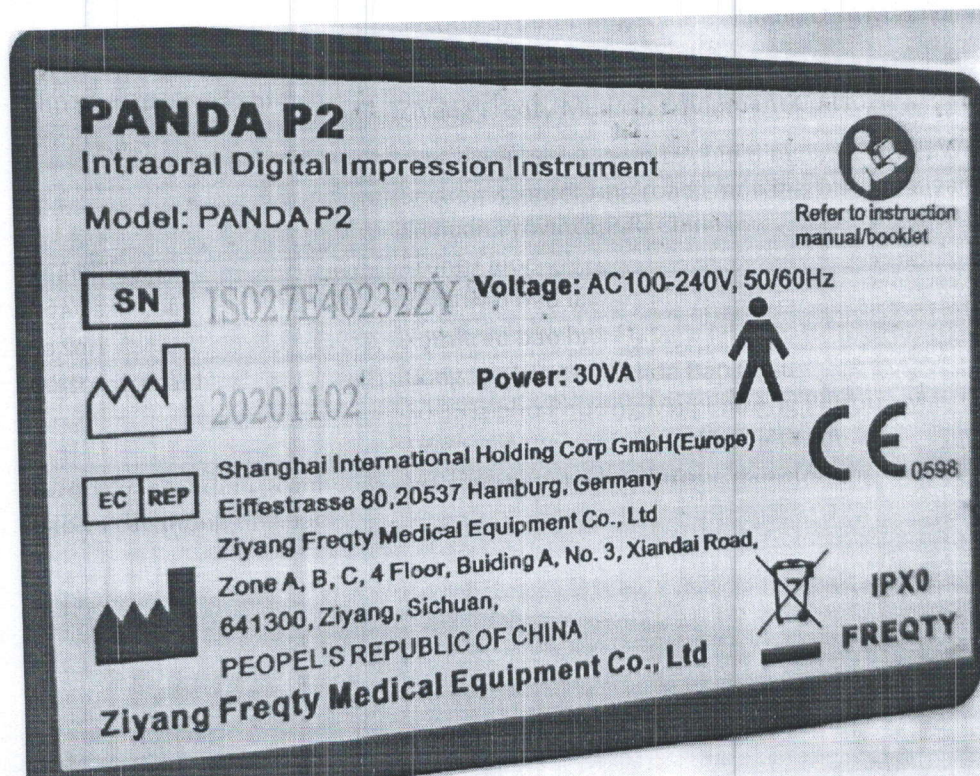 PANDA P2
Intraoral Digital Impression Instrument
Model: PANDA P2
Refer to instruction
manual/booklet
SN
IS027E40232ZY
Voltage: AC100-240V, 50/60Hz
20201102
Power: 30VA
CE 0598
EC REP
Shanghai International Holding Corp GmbH(Europe)
Eiffestrasse 80,20537 Hamburg, Germany
Ziyang Freqty Medical Equipment Co., Ltd
Zone A, B, C, 4 Floor, Buiding A, No. 3, Xiandai Road,
641300, Ziyang, Sichuan,
PEOPEL'S REPUBLIC OF CHINA
IPX0
FREQTY
Ziyang Freqty Medical Equipment Co., Ltd